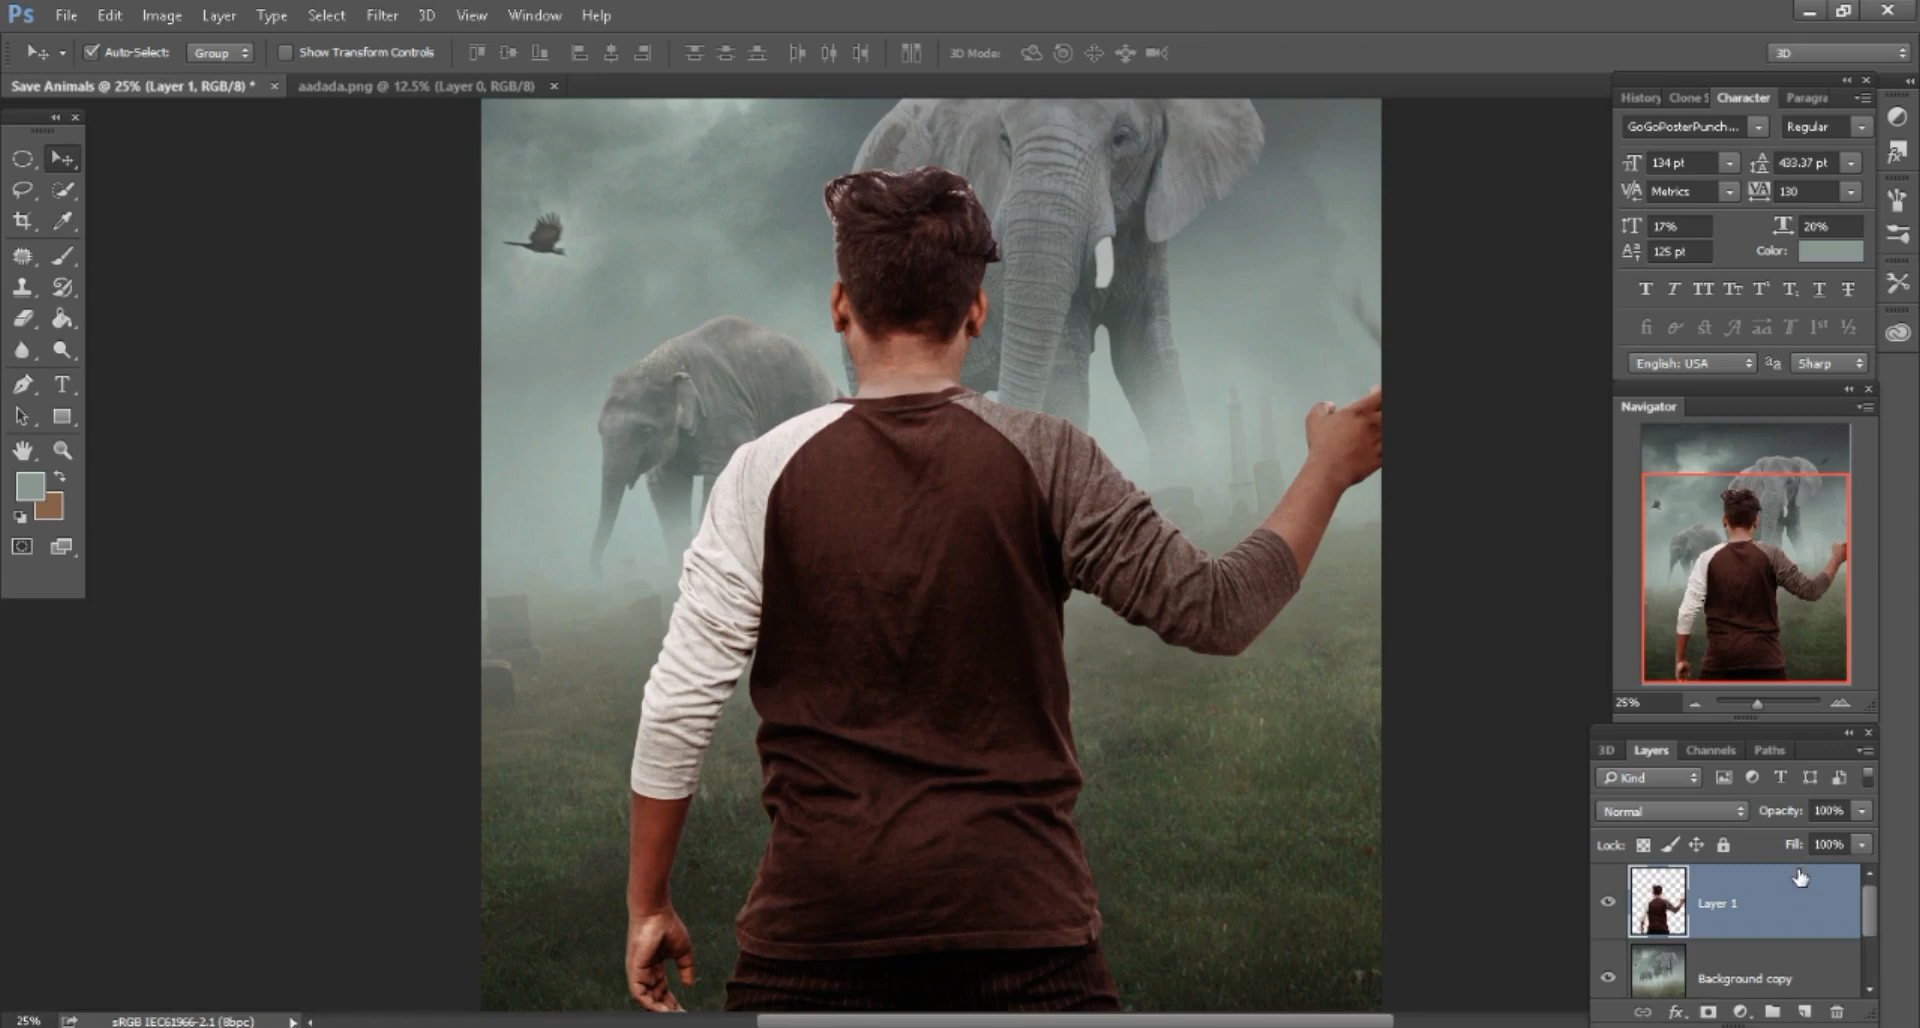 Ps File Edit Image Layer Type Select Filter 3D View Window Help
Auto-Select: Group Show Transform Controls 3D Mode: 3D
Save Animals @ 25% (Layer 1, RGB/8) * × aadada.png @ 12.5% (Layer 0, RGB/8) ×
History Clone S Character Paragra
GoGoPosterPunch... Regular
134 pt 433.37 pt
Metrics 130
17% 20%
125 pt Color:
English: USA aa Sharp
Navigator
25%
3D Layers Channels Paths
Kind
Normal Opacity: 100%
Lock: Fill: 100%
Layer 1
Background copy
25% sRGB IEC61966-2.1 (8bpc)